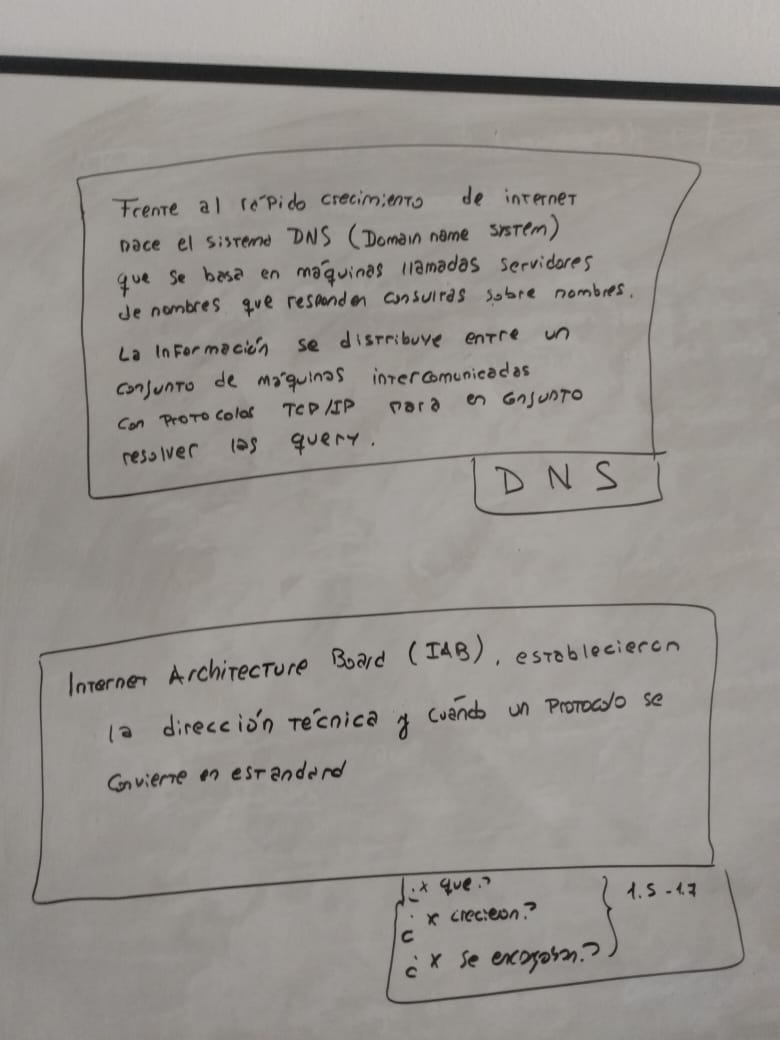 Frente al rápido crecimiento de internet
nace el sistema DNS (Domain name system)
que se basa en máquinas llamadas servidores
de nombres que responden consultas sobre nombres.
La Información se distribuye entre un
conjunto de máquinas intercomunicadas
con protocolos TCP/IP para en conjunto
resolver las query.
DNS
Internet Architecture Board (IAB), establecieron
la dirección técnica y cuándo un protocolo se
convierte en estandard
¿x que?
¿x crecieon?
¿x se
1.5-1.7